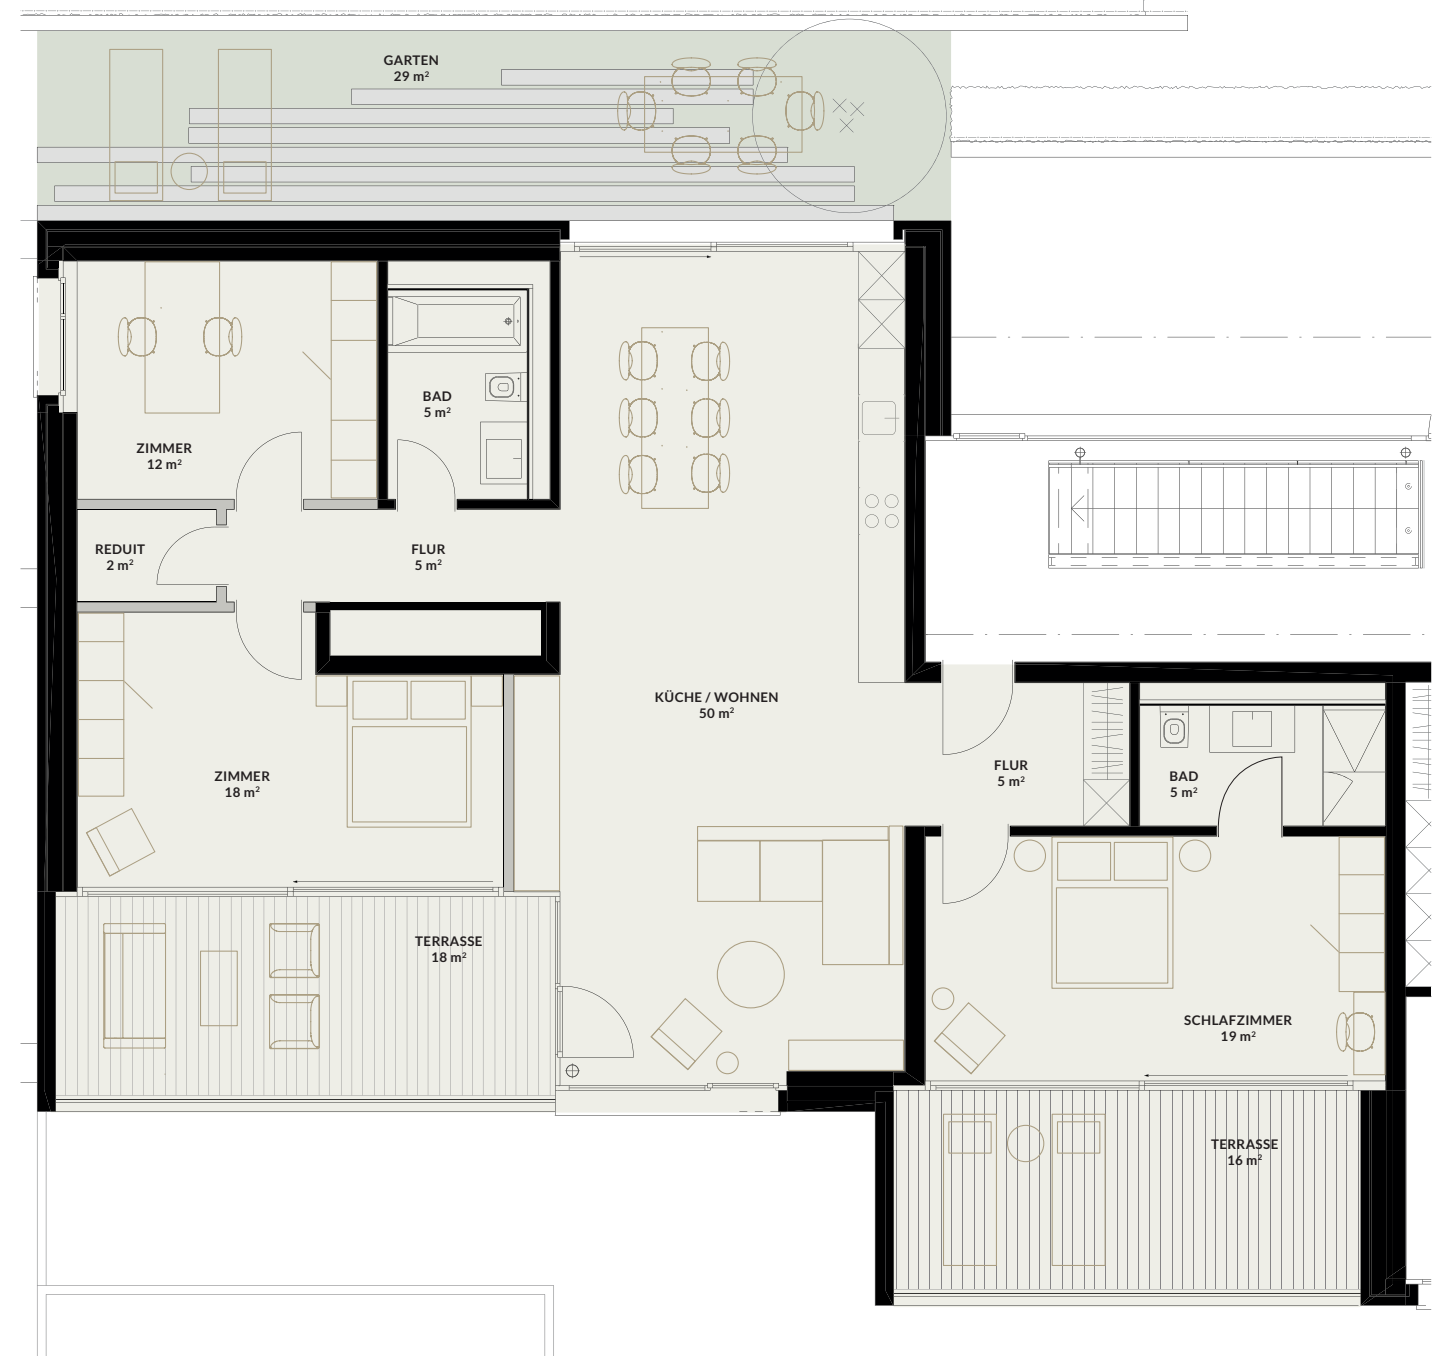 GARTEN
29 m²
BAD
5 m²
ZIMMER
12 m²
REDUIT
2 m²
FLUR
5 m²
KÜCHE / WOHNEN
50 m²
ZIMMER
18 m²
FLUR
5 m²
BAD
5 m²
TERRASSE
18 m²
SCHLAFZIMMER
19 m²
TERRASSE
16 m²